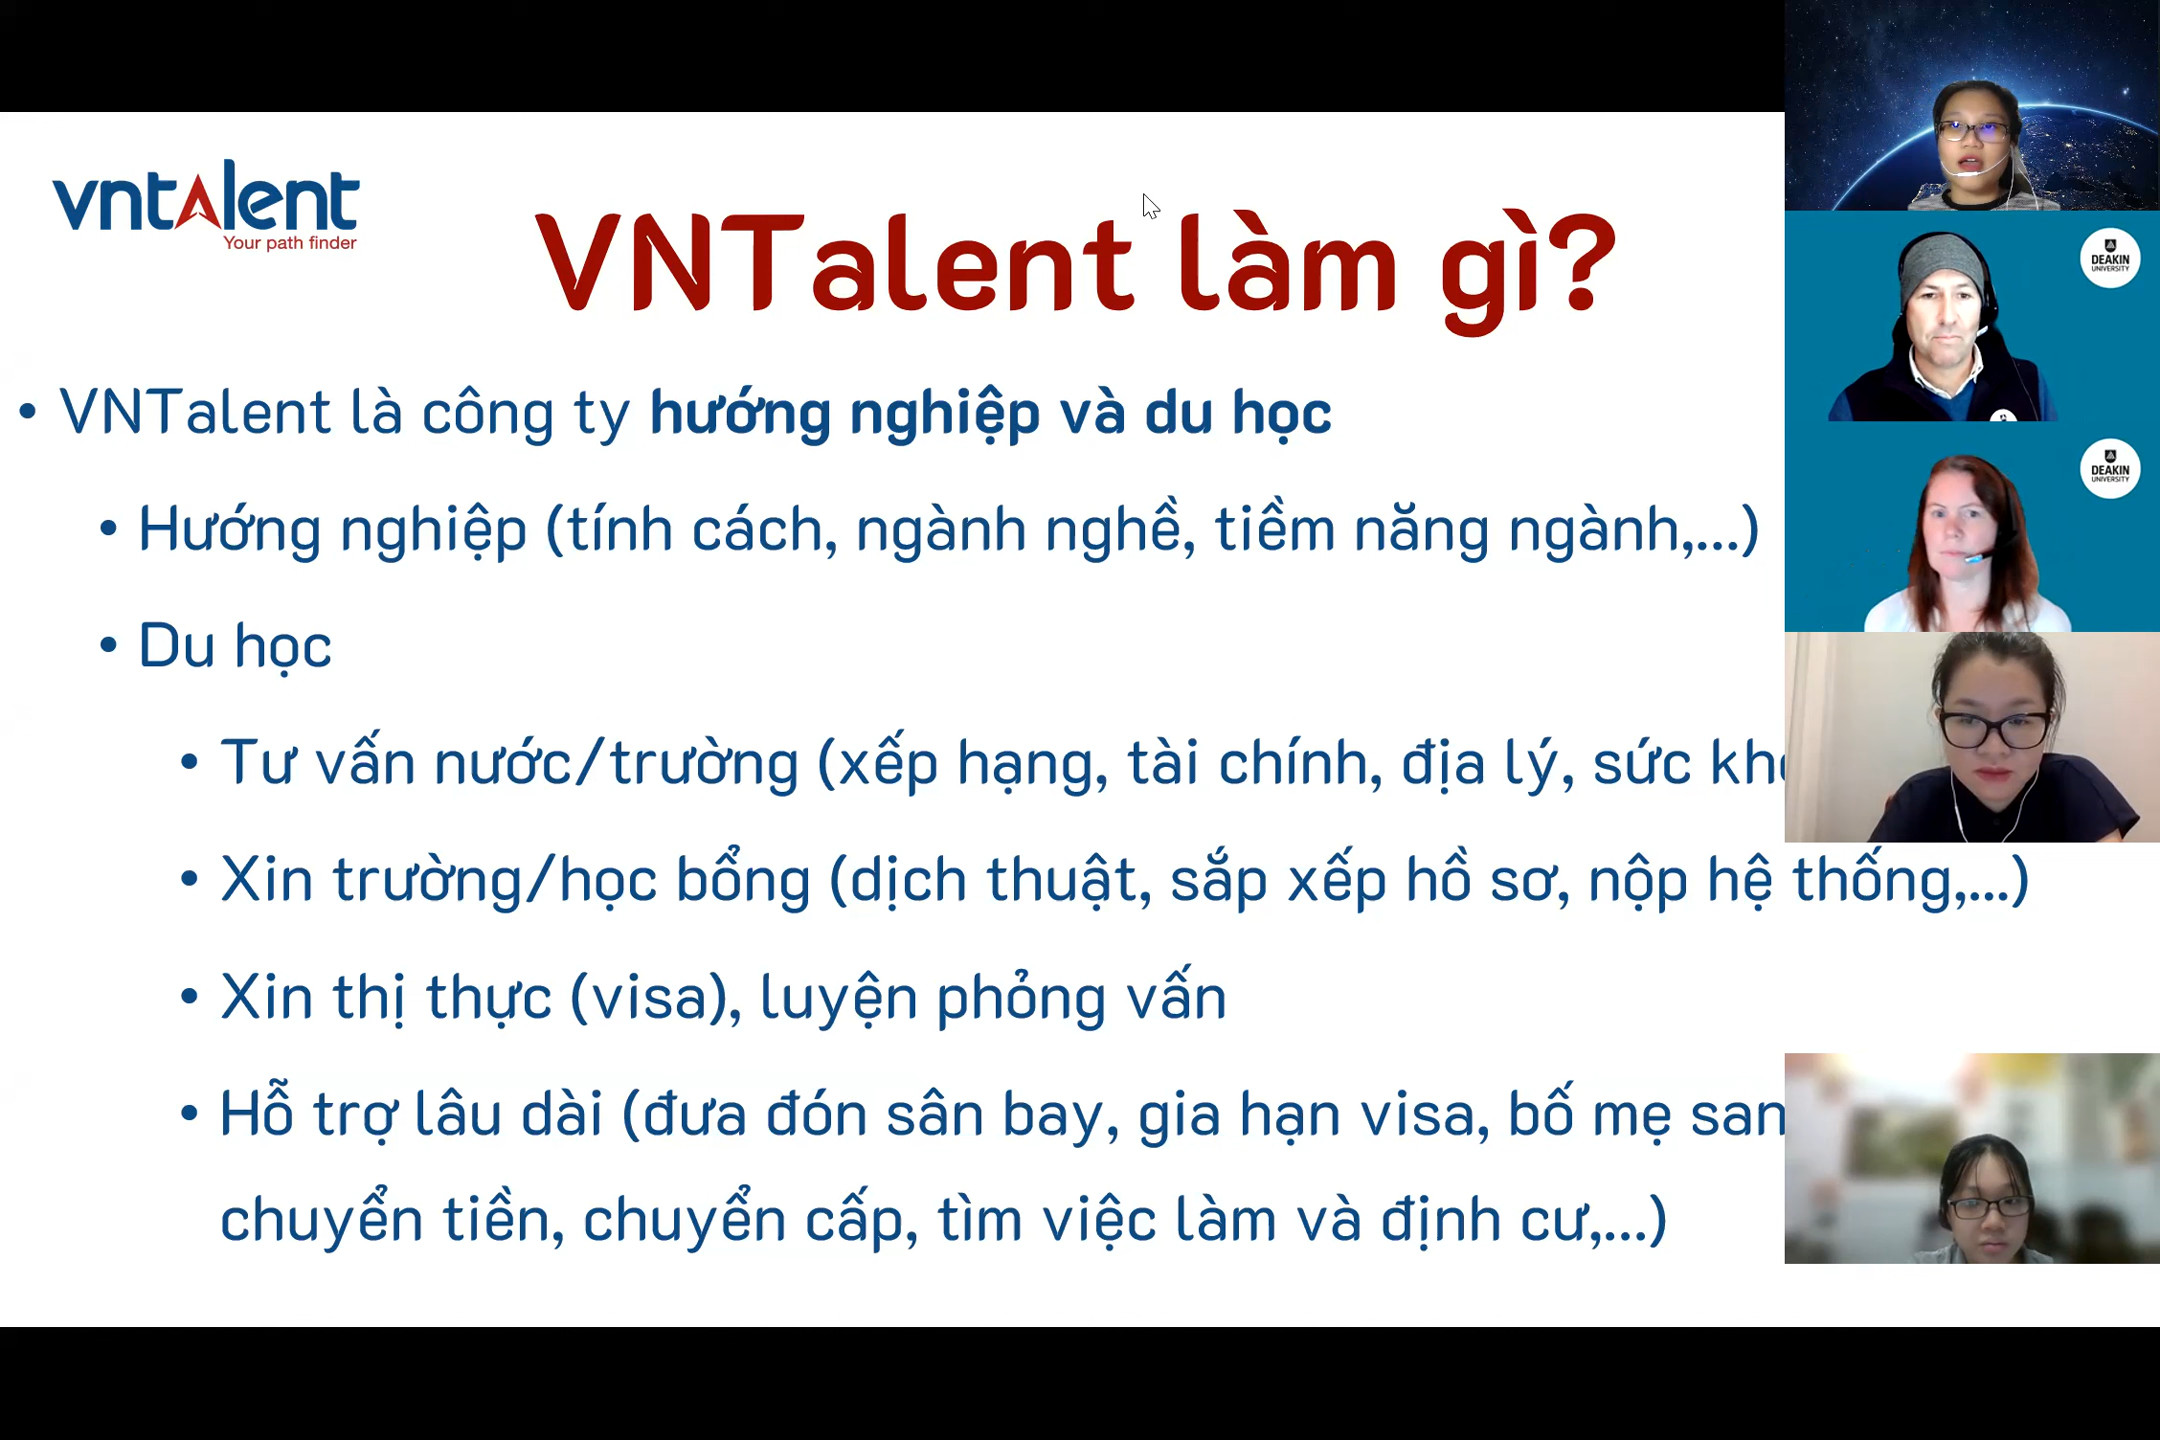 vntalent
Your path finder
VNTalent làm gì?
• VNTalent là công ty hướng nghiệp và du học
• Hướng nghiệp (tính cách, ngành nghề, tiềm năng ngành,...)
• Du học
• Tư vấn nước/trường (xếp hạng, tài chính, địa lý, sức
• Xin trường/học bổng (dịch thuật, sắp xếp hồ sơ, nộp hệ thống,...)
• Xin thị thực (visa), luyện phỏng vấn
• Hỗ trợ lâu dài (đưa đón sân bay, gia hạn visa, bố mẹ
chuyển tiền, chuyển cấp, tìm việc làm và định cư,...)
DEAKIN
UNIVERSITY
DEAKIN
UNIVERSITY